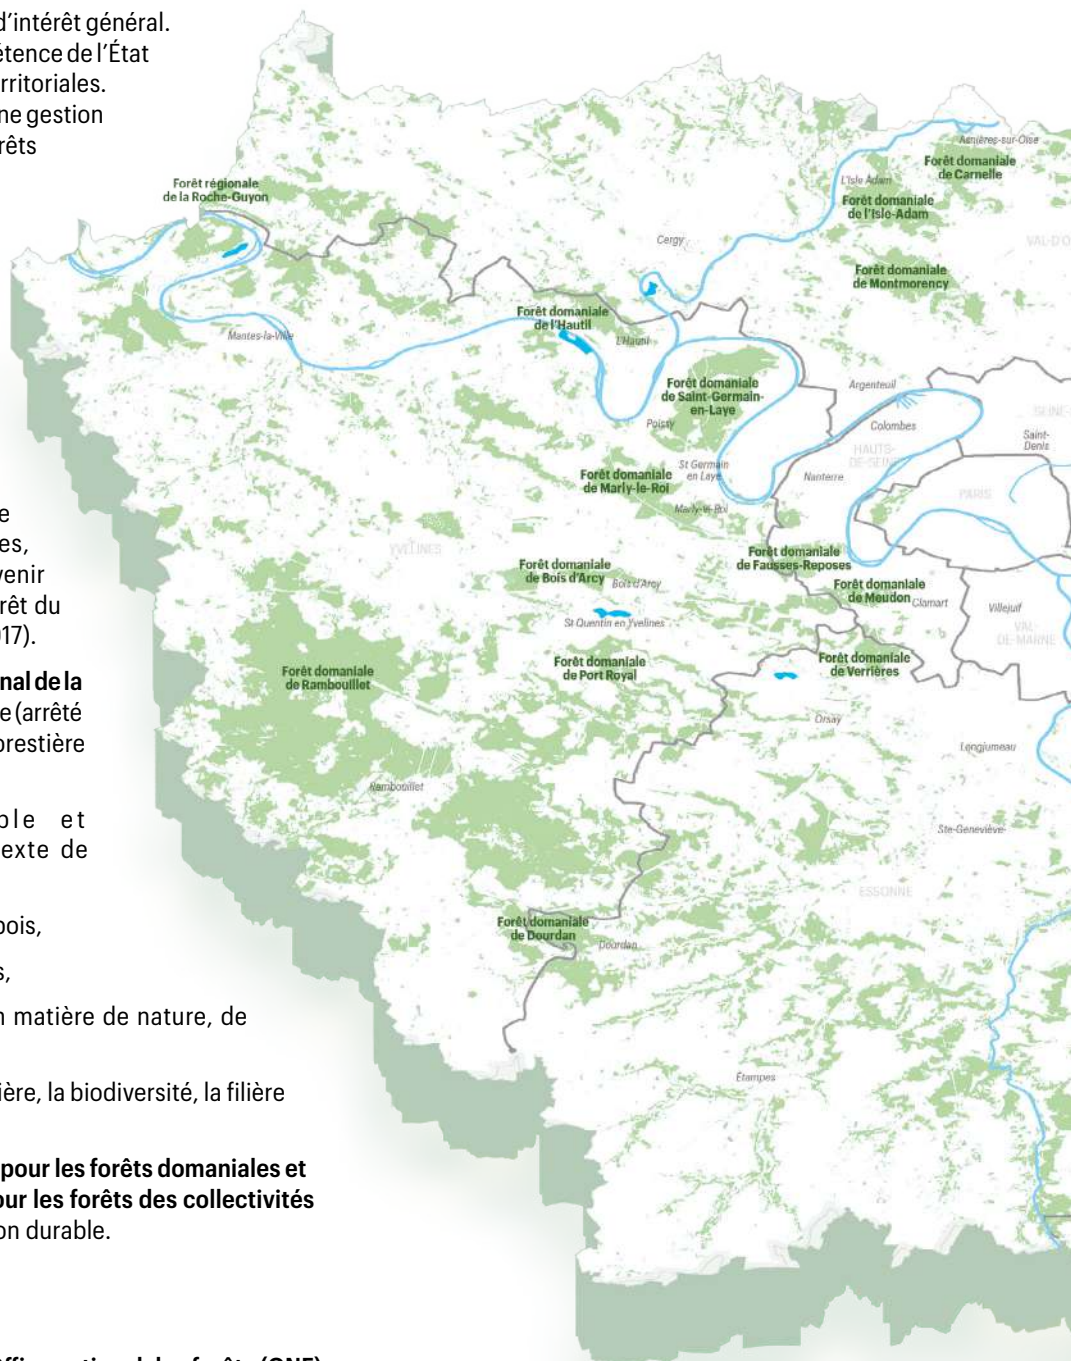 d'intérêt général.
de l'État
rritoriales.
ne gestion
rêts
e
es,
venir
rêt du
017).
nal de la
e (arrêté
orestière
ble et
exte de
bois,
s,
matière de nature, de
ière, la biodiversité, la filière
pour les forêts domaniales et
our les forêts des collectivités
on durable.
Forêt régionale
de la Roche-Guyon
Asnières-sur-Oise
Forêt domaniale
de Carnelle
L'Isle Adam
Forêt domaniale
de l'Isle-Adam
Cergy
VAL-D'O
Forêt domaniale
de Montmorency
Forêt domaniale
de l'Hautil
L'Hautil
Mantes-la-Ville
Forêt domaniale
de Saint-Germain-
en-Laye
Argenteuil
Poissy
Colombes
SEINE-
Saint-
Denis
HAUTS-
DE-SEINE
St Germain
en Laye
Forêt domaniale
de Marly-le-Roi
Nanterre
PARIS
Marly-le-Roi
YVELINES
Forêt domaniale
de Fausses-Reposes
Forêt domaniale
de Bois d'Arcy
Bois d'Arcy
Forêt domaniale
de Meudon
Clamart
Villejuif
St Quentin en Yvelines
VAL-
DE-MARNE
Forêt domaniale
de Rambouillet
Forêt domaniale
de Port Royal
Forêt domaniale
de Verrières
Orsay
Longjumeau
Rambouillet
Ste-Geneviève-
ESSONNE
Forêt domaniale
de Dourdan
Dourdan
Étampes